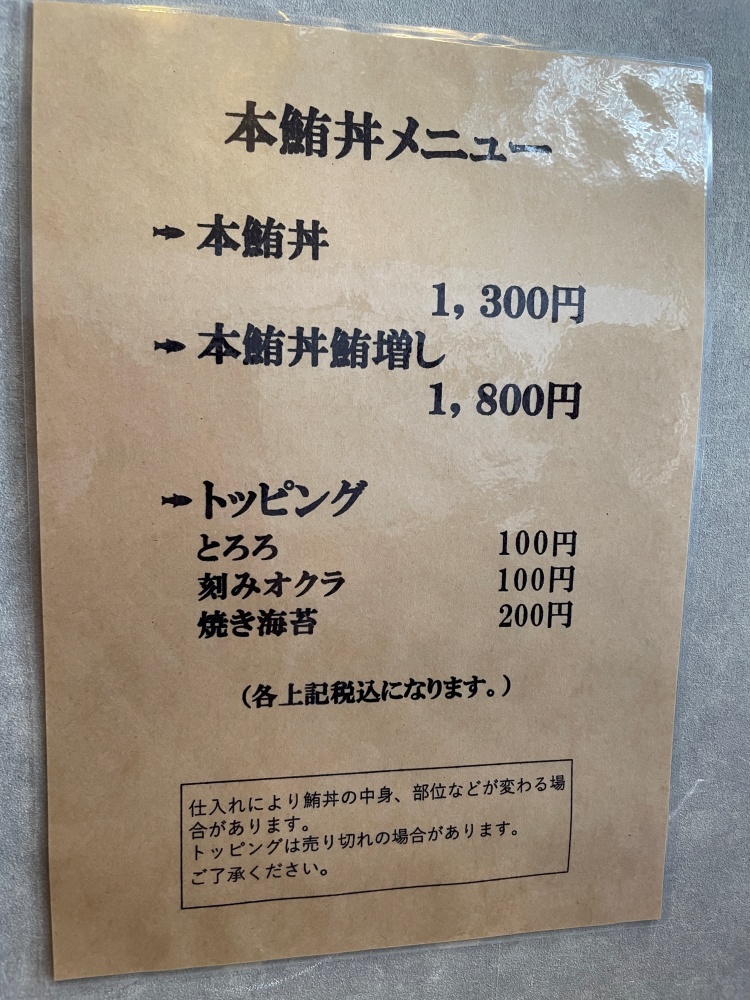 本鮪丼メニュー
本鮪丼
1,300円
本鮪丼鮪増し
1,800円
トッピング
とろろ 100円
刻みオクラ 100円
焼き海苔 200円
(各上記税込になります。)
仕入れにより鮪丼の中身、部位などが変わる場
合があります。
トッピングは売り切れの場合があります。
ご了承ください。